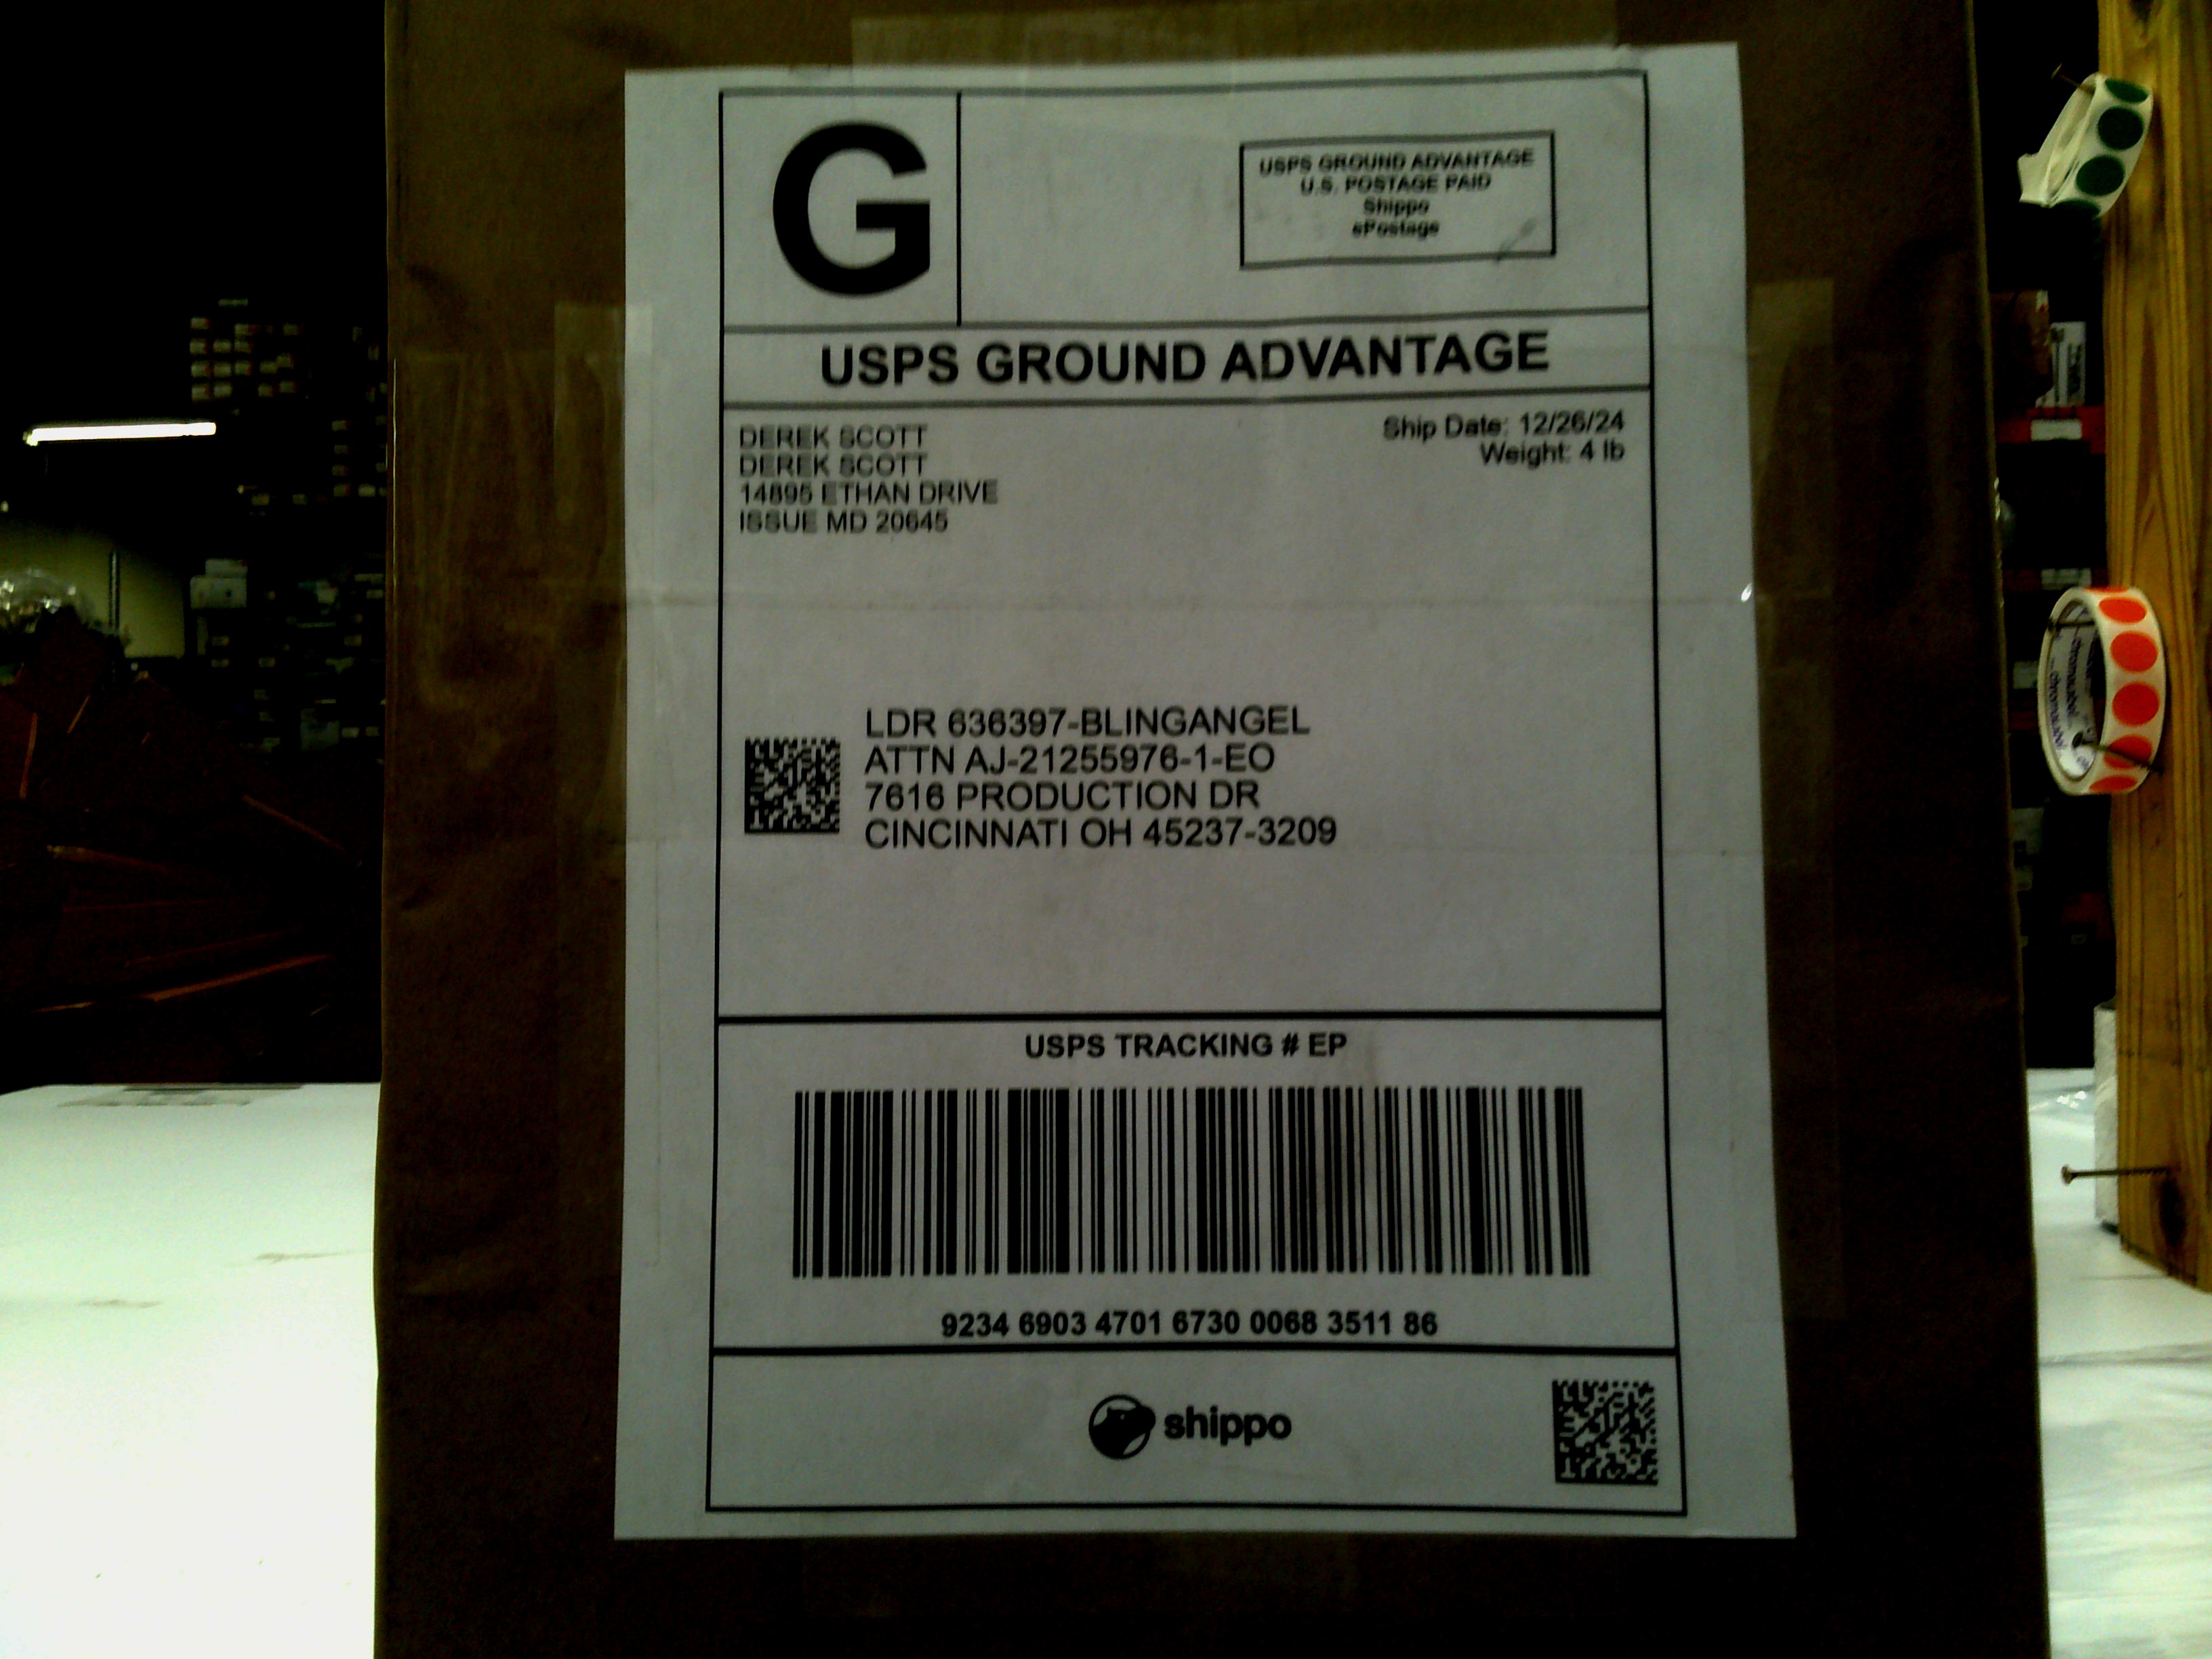 G
USPS GROUND ADVANTAGE
U.S. POSTAGE PAID
Shippo
ePostage
USPS GROUND ADVANTAGE
DEREK SCOTT
DEREK SCOTT
14895 ETHAN DRIVE
ISSUE MD 20645
Ship Date: 12/26/24
Weight: 4 lb
LDR 636397-BLINGANGEL
ATTN AJ-21255976-1-EO
7616 PRODUCTION DR
CINCINNATI OH 45237-3209
USPS TRACKING # EP
9234 6903 4701 6730 0068 3511 86
shippo
chromalabel